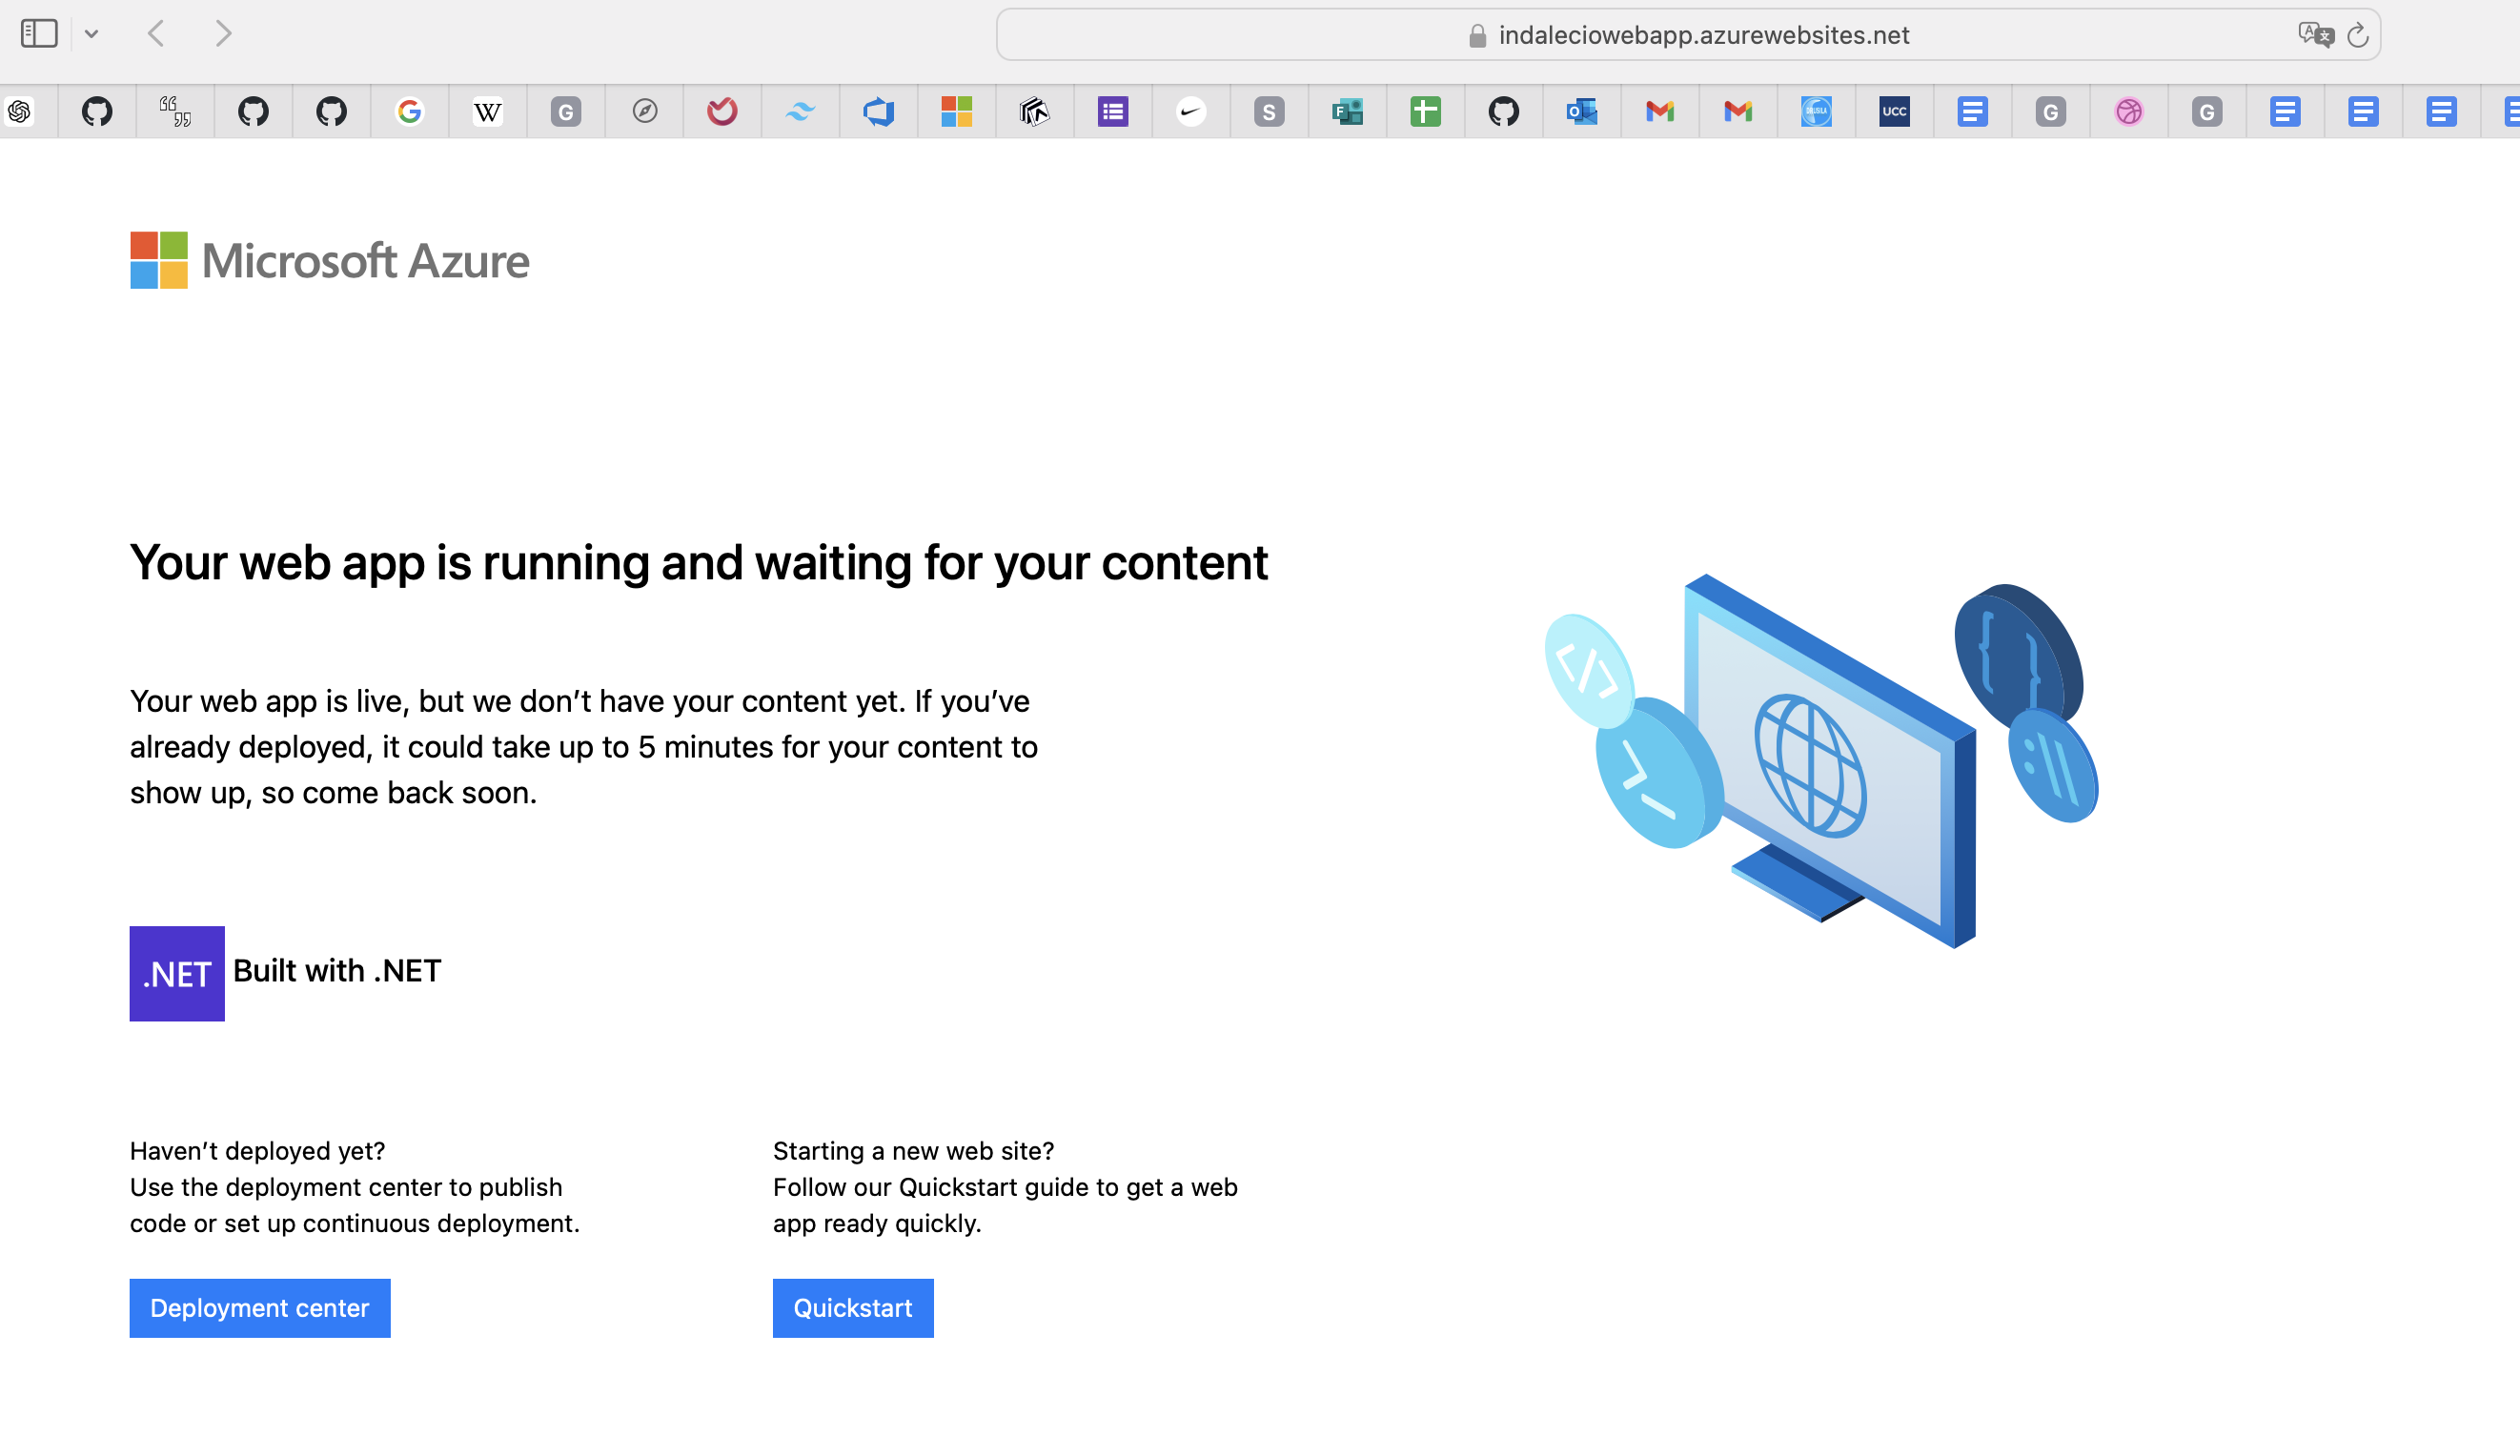 indaleciowebapp.azurewebsites.net
W G S F O UCC G G
Microsoft Azure
Your web app is running and waiting for your content
Your web app is live, but we don’t have your content yet. If you’ve
already deployed, it could take up to 5 minutes for your content to
show up, so come back soon.
.NET Built with .NET
Haven’t deployed yet?
Use the deployment center to publish
code or set up continuous deployment.
Deployment center
Starting a new web site?
Follow our Quickstart guide to get a web
app ready quickly.
Quickstart